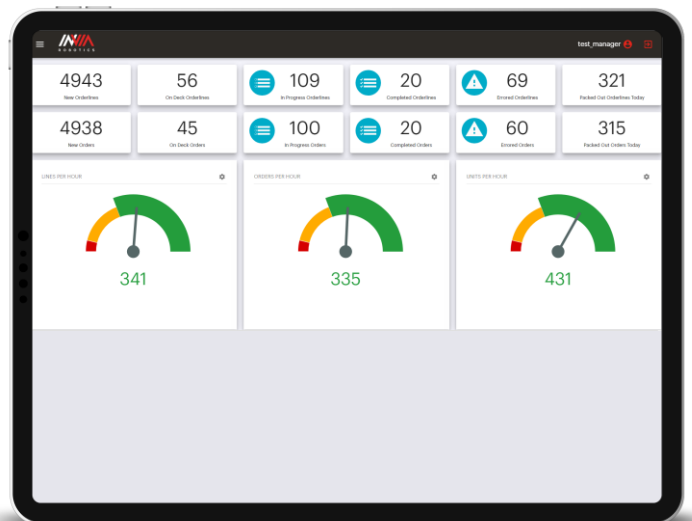 INVIA
ROBOTICS
test_manager
4943
New Orderlines
56
On Deck Orderlines
109
In Progress Orderlines
20
Completed Orderlines
69
Errored Orderlines
321
Packed Out Orderlines Today
4938
New Orders
45
On Deck Orders
100
In Progress Orders
20
Completed Orders
60
Errored Orders
315
Packed Out Orders Today
LINES PER HOUR
341
ORDERS PER HOUR
335
UNITS PER HOUR
431